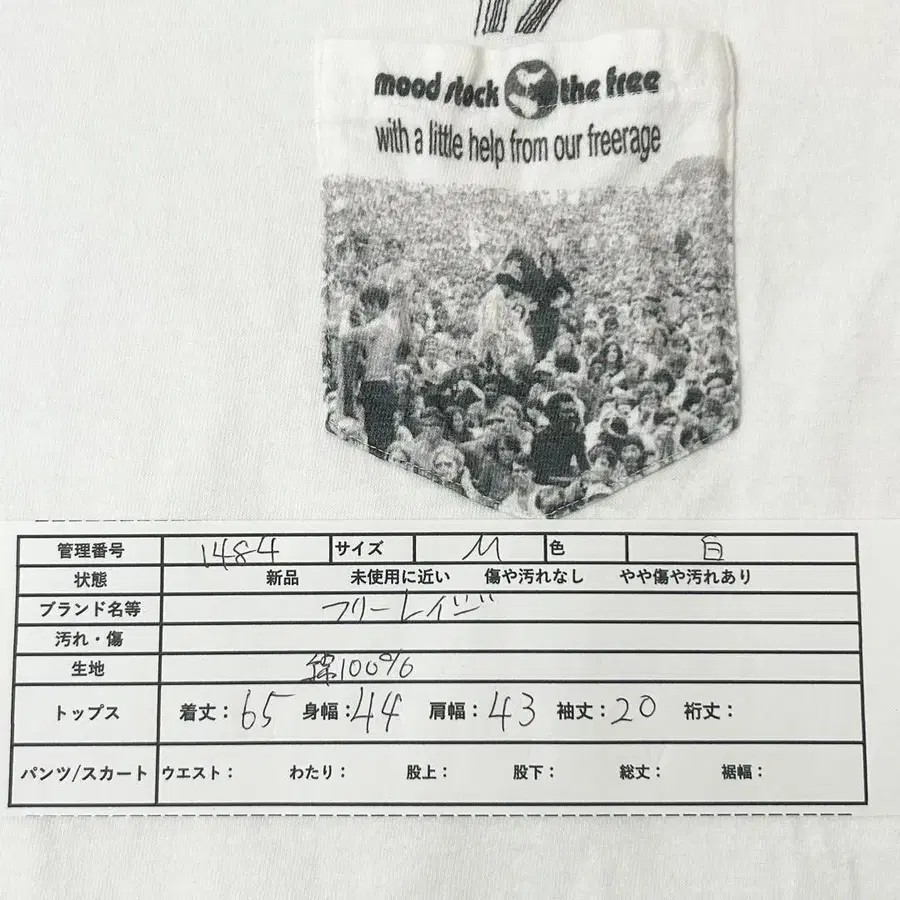 mood stock the free
with a little help from our freerage
管理番号 1484 サイズ M 色 白
状態 新品 未使用に近い 傷や汚れなし やや傷や汚れあり
ブランド名等 フリーレイジ
汚れ・傷
生地 綿100%
トップス 着丈：65 身幅：44 肩幅：43 袖丈：20 裄丈：
パンツ/スカート ウエスト： わたり： 股上： 股下： 総丈： 裾幅：